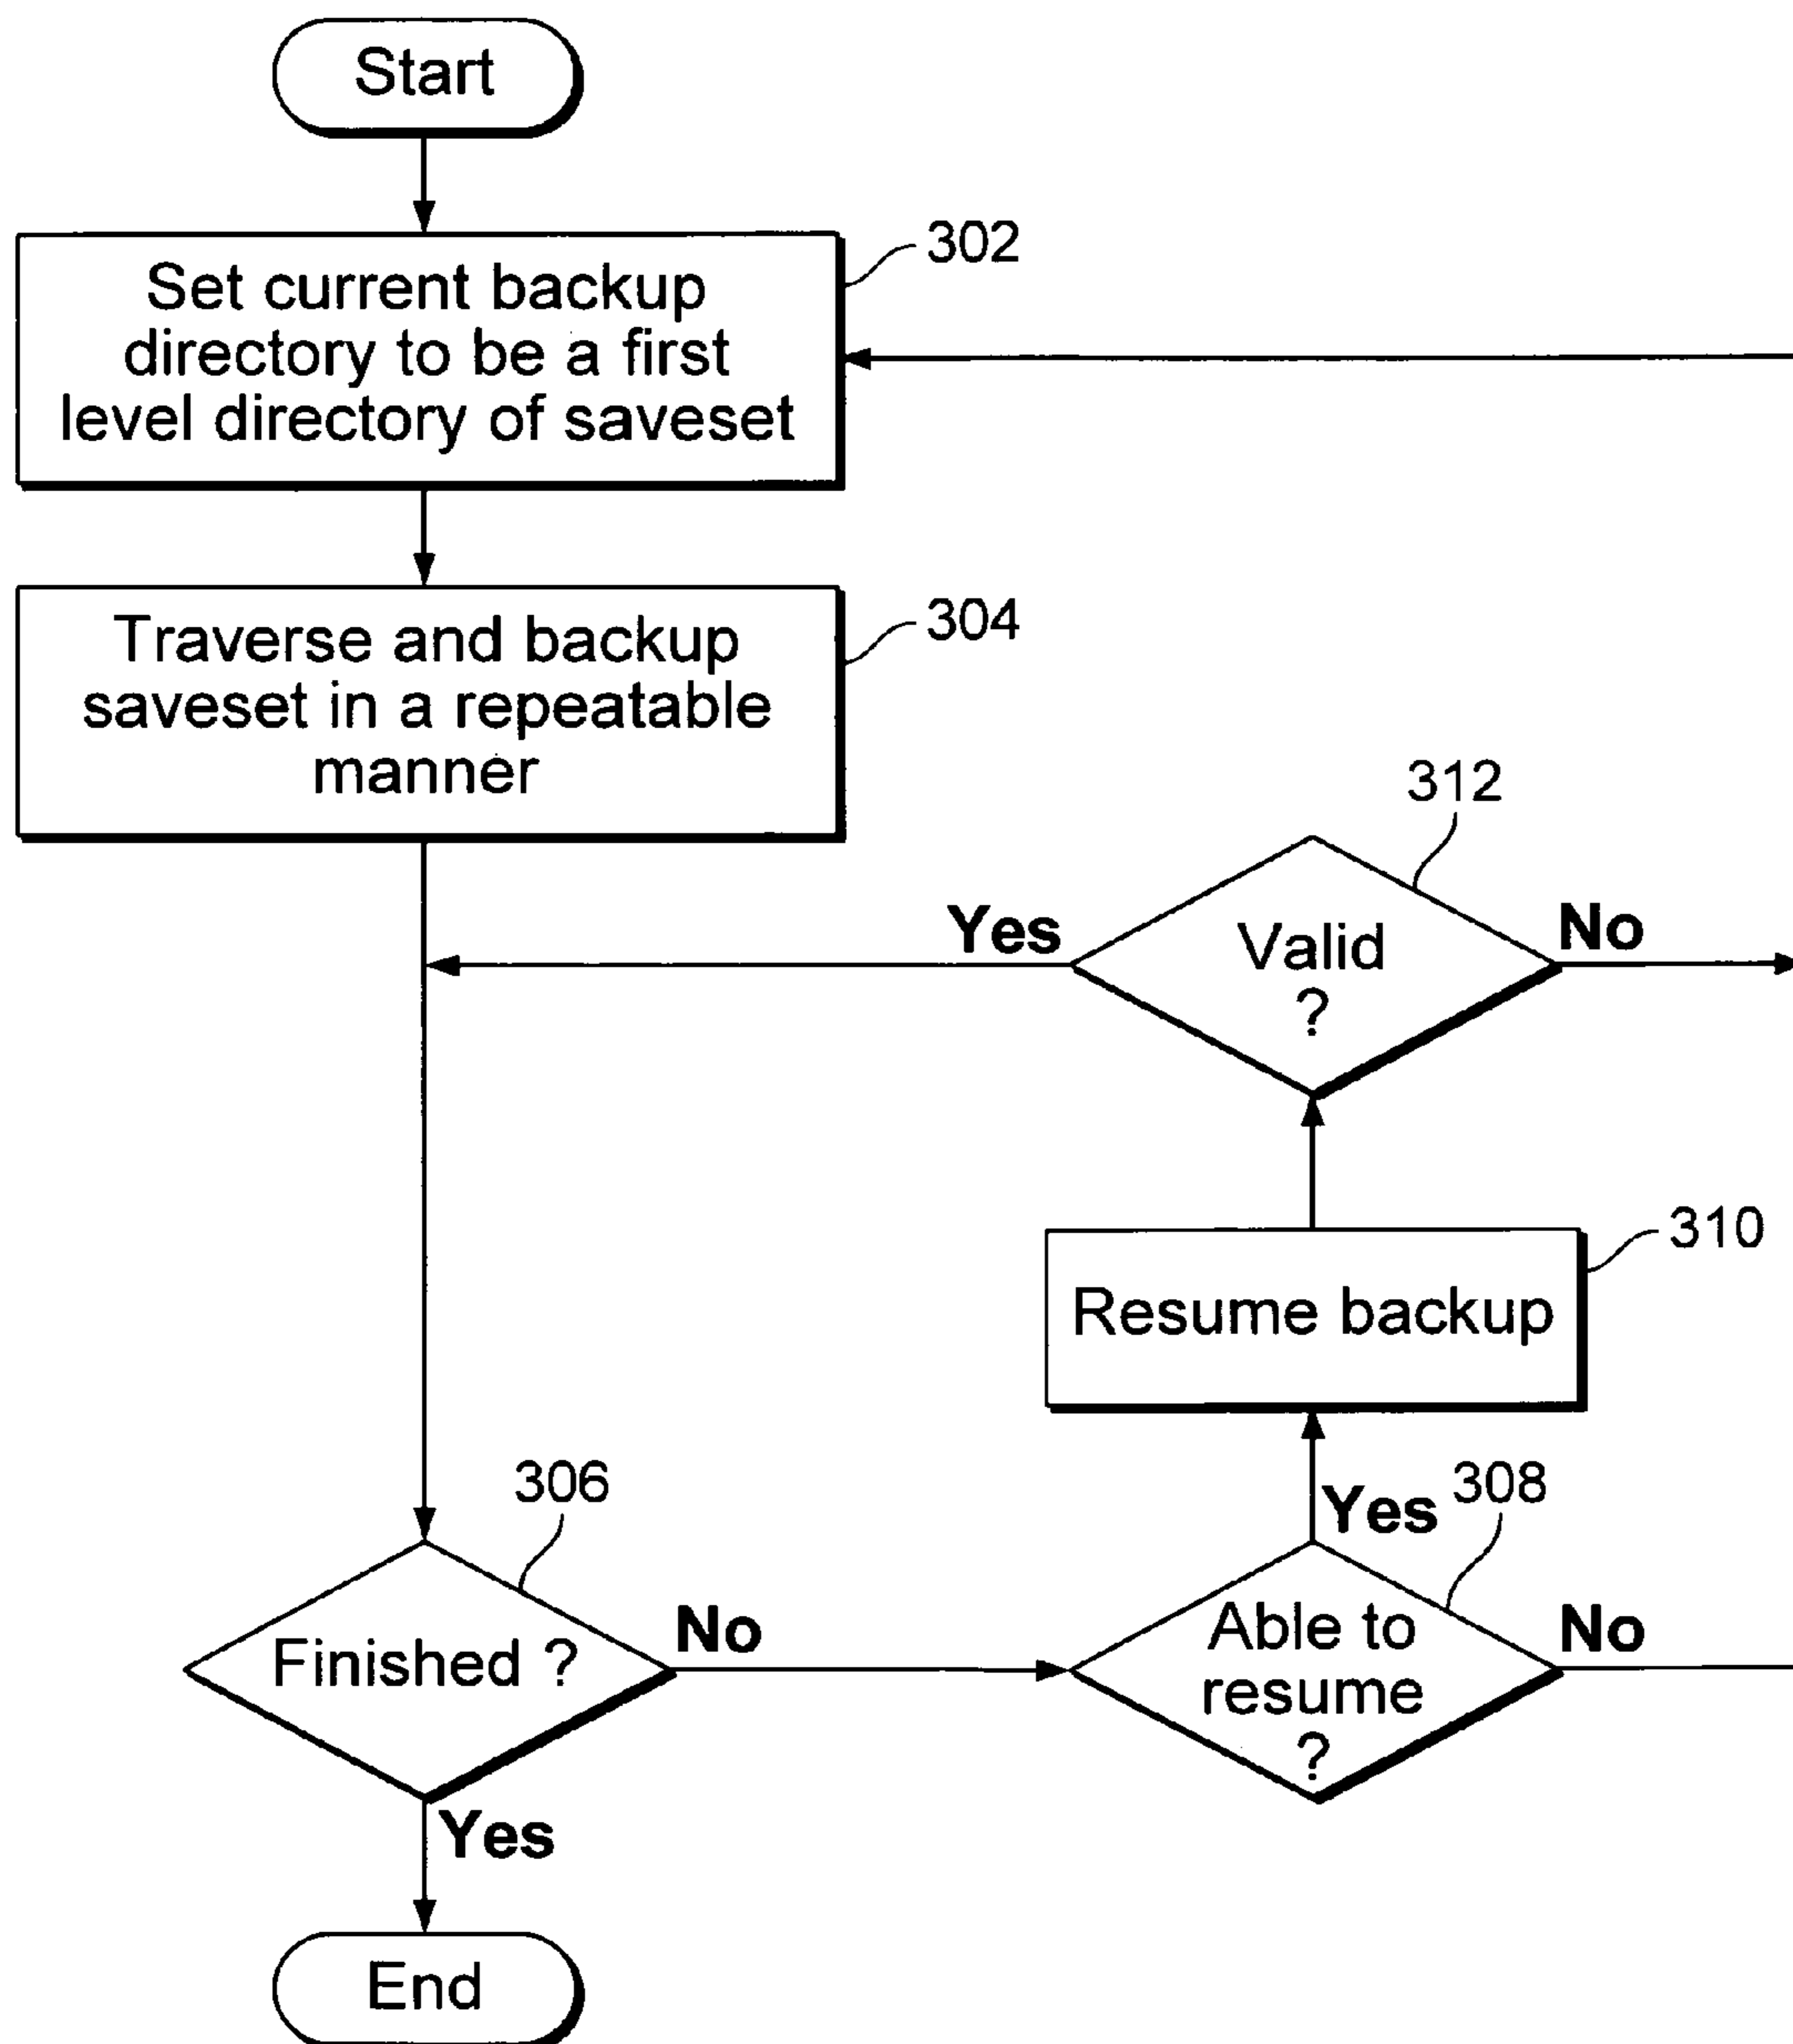 Start
302
Set current backup
directory to be a first
level directory of saveset
304
Traverse and backup
saveset in a repeatable
manner
312
Yes
Valid
?
No
310
Resume backup
306
Yes
308
Finished ?
No
Able to
resume
?
No
Yes
End